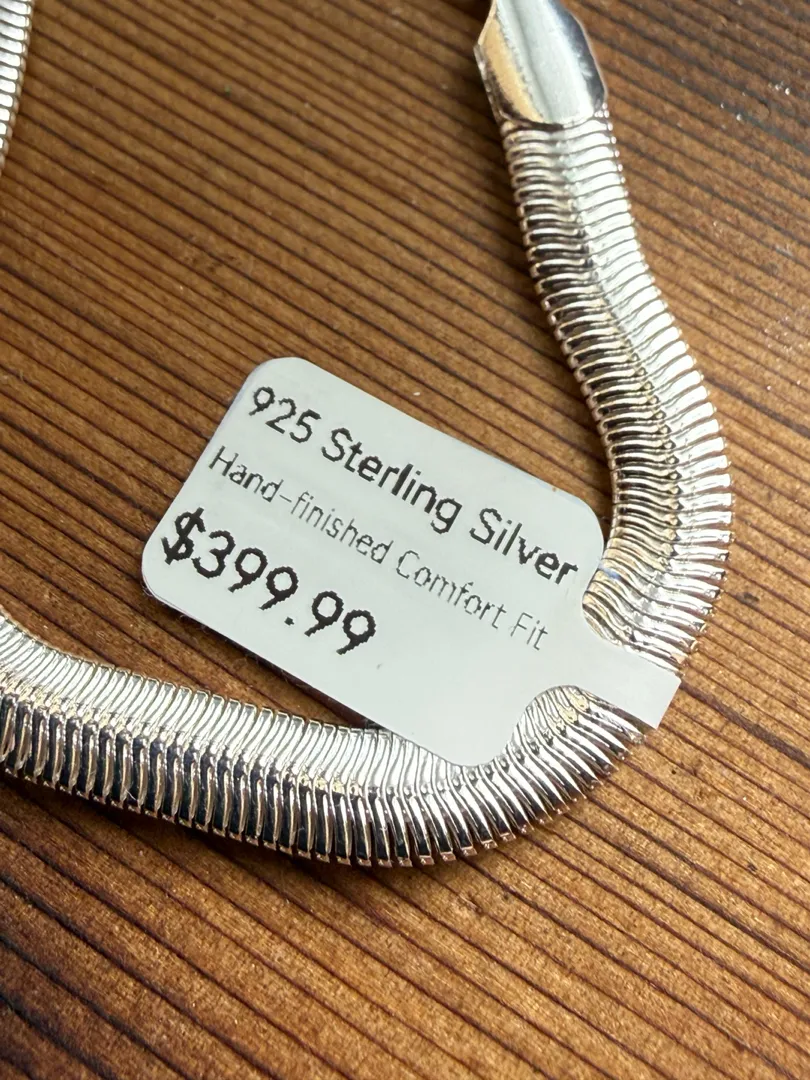 925 Sterling Silver
Hand-finished Comfort Fit
$399.99